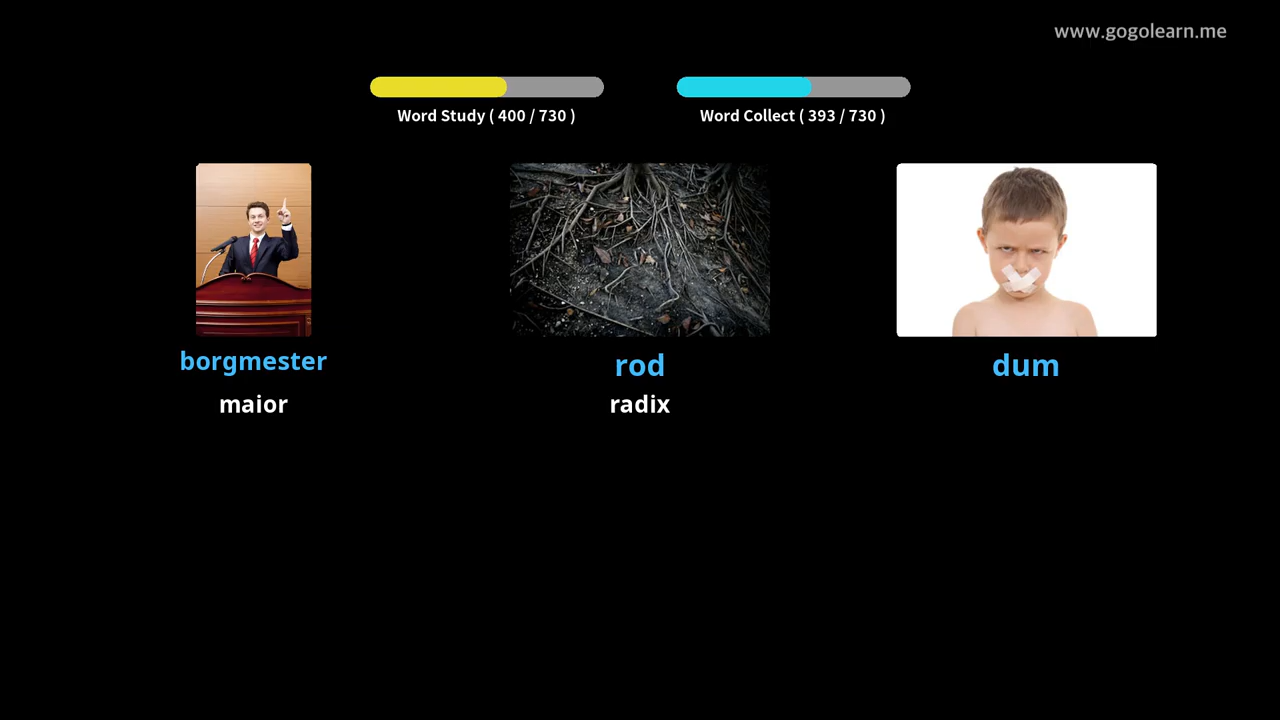 www.gogolearn.me
Word Study ( 400 / 730 )
Word Collect ( 393 / 730 )
borgmester
rod
dum
maior
radix